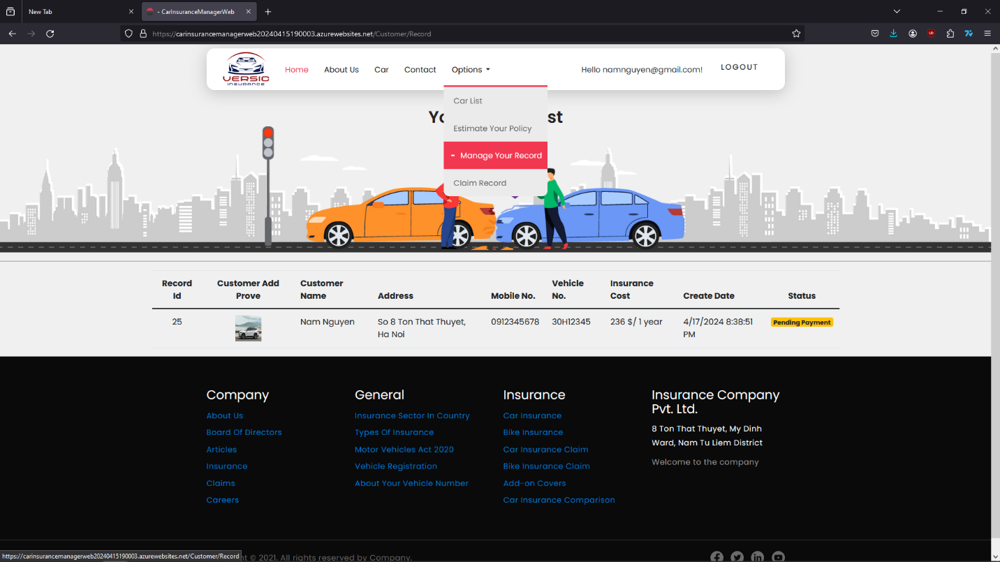 New Tab
- CarInsuranceManagerWeb
https://carinsurancemanagerweb20240415190003.azurewebsites.net/Customer/Record
VERSIC
INSURANCE
Home
About Us
Car
Contact
Options
Hello namnguyen@gmail.com!
LOGOUT
Car List
Estimate Your Policy
- Manage Your Record
Claim Record
Record Id
Customer Add Prove
Customer Name
Address
Mobile No.
Vehicle No.
Insurance Cost
Create Date
Status
25
Nam Nguyen
So 8 Ton That Thuyet,
Ha Noi
0912345678
30H12345
236 $/ 1 year
4/17/2024 8:38:51
PM
Pending Payment
Company
About Us
Board Of Directors
Articles
Insurance
Claims
Careers
General
Insurance Sector In Country
Types Of Insurance
Motor Vehicles Act 2020
Vehicle Registration
About Your Vehicle Number
Insurance
Car Insurance
Bike Insurance
Car Insurance Claim
Bike Insurance Claim
Add-on Covers
Car Insurance Comparison
Insurance Company
Pvt. Ltd.
8 Ton That Thuyet, My Dinh
Ward, Nam Tu Liem District
Welcome to the company
© 2021. All rights reserved by Company.
https://carinsurancemanagerweb20240415190003.azurewebsites.net/Customer/Record